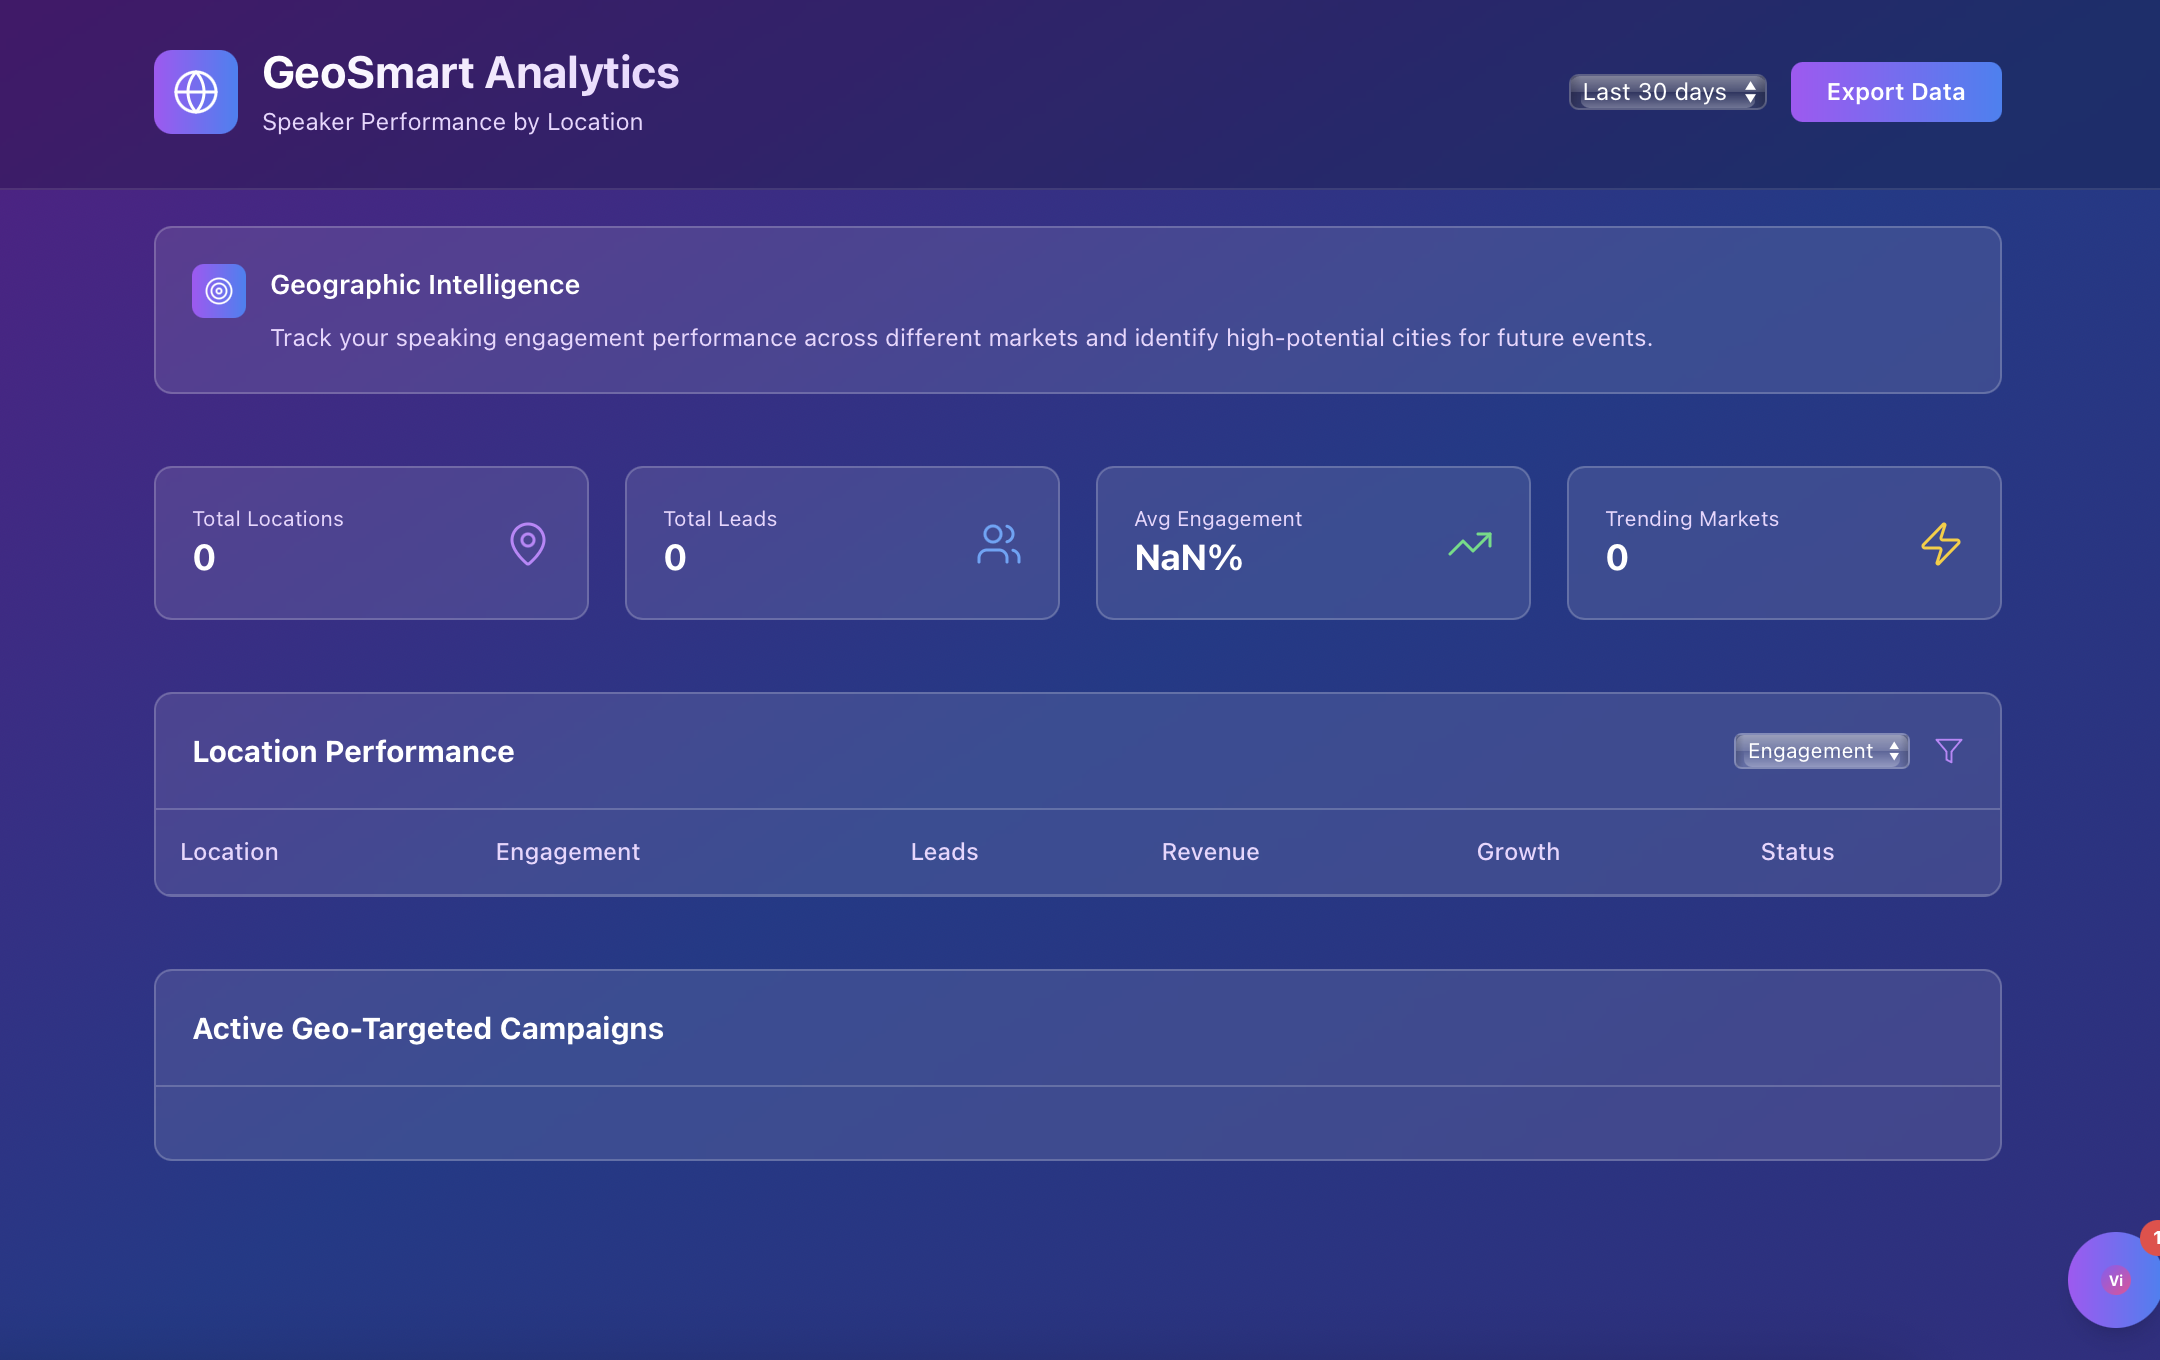 GeoSmart Analytics
Speaker Performance by Location
Last 30 days
Export Data
Geographic Intelligence
Track your speaking engagement performance across different markets and identify high-potential cities for future events.
Total Locations
0
Total Leads
0
Avg Engagement
NaN%
Trending Markets
0
Location Performance
Engagement
Location Engagement Leads Revenue Growth Status
Active Geo-Targeted Campaigns
1
Vi